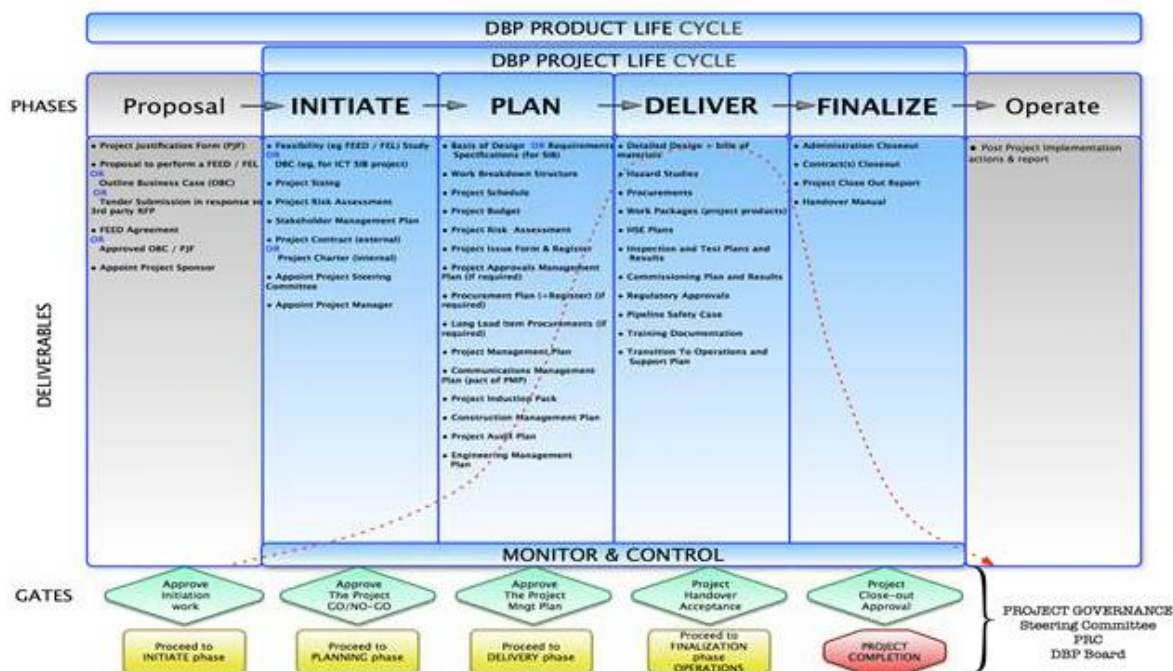 DBP PRODUCT LIFE CYCLE
DBP PROJECT LIFE CYCLE
PHASES
Proposal
INITIATE
PLAN
DELIVER
FINALIZE
Operate
DELIVERABLES
• Project Justification Form (PJF)
• Proposal to perform a FEED / FEL
OR
Outline Business Case (OBC)
OR
Tender Submission in response to
3rd party RFP
• FEED Agreement
OR
Approved OBC / PJF
• Appoint Project Sponsor
• Feasibility (eg FEED / FEL) Study
OR
DBC (eg, for ICT SIB project)
• Project Sizing
• Project Risk Assessment
• Stakeholder Management Plan
• Project Contract (external)
OR
Project Charter (internal)
• Appoint Project Steering
Committee
• Appoint Project Manager
• Basis of Design OR Requirements
Specifications (for SIB)
• Work Breakdown Structure
• Project Schedule
• Project Budget
• Project Risk Assessment
• Project Issue Form & Register
• Project Approvals Management
Plan (if required)
• Procurement Plan (+Register) (if
required)
• Long Lead Item Procurements (if
required)
• Project Management Plan
• Communications Management
Plan (part of PMP)
• Project Induction Pack
• Construction Management Plan
• Project Audit Plan
• Engineering Management
Plan
• Detailed Design + bills of
materials
• Hazard Studies
• Procurements
• Work Packages (project products)
• HSE Plans
• Inspection and Test Plans and
Results
• Commissioning Plan and Results
• Regulatory Approvals
• Pipeline Safety Case
• Training Documentation
• Transition To Operations and
Support Plan
• Administration Closeout
• Contract(s) Closeout
• Project Close Out Report
• Handover Manual
• Post Project Implementation
actions & report
MONITOR & CONTROL
GATES
Approve
Initiation
work
Approve
The Project
GO/NO-GO
Approve
The Project
Mngt Plan
Project
Handover
Acceptance
Project
Close-out
Approval
Proceed to
INITIATE phase
Proceed to
PLANNING phase
Proceed to
DELIVERY phase
Proceed to
FINALIZATION
phase
OPERATIONS
PROJECT
COMPLETION
PROJECT GOVERNANCE
Steering Committee
PRC
DBP Board